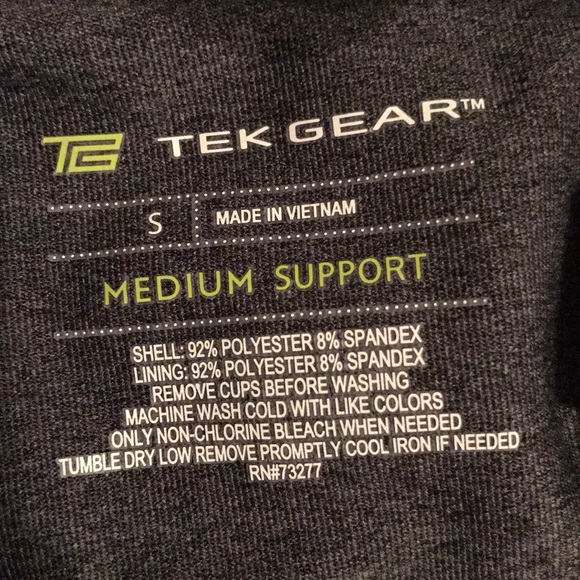 TG TEK GEAR™
S MADE IN VIETNAM
MEDIUM SUPPORT
SHELL: 92% POLYESTER 8% SPANDEX
LINING: 92% POLYESTER 8% SPANDEX
REMOVE CUPS BEFORE WASHING
MACHINE WASH COLD WITH LIKE COLORS
ONLY NON-CHLORINE BLEACH WHEN NEEDED
TUMBLE DRY LOW REMOVE PROMPTLY COOL IRON IF NEEDED
RN#73277